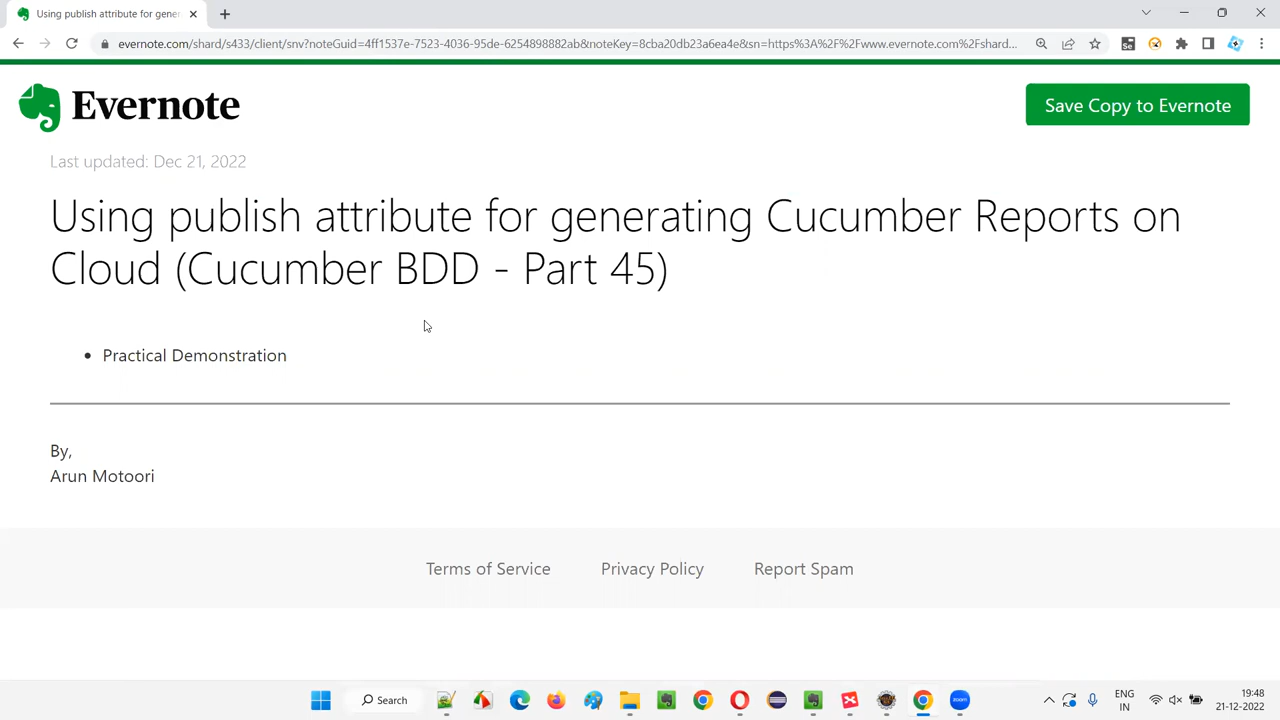 Using publish attribute for gener
evernote.com/shard/s433/client/snv?noteGuid=4ff1537e-7523-4636-95de-6254898882ab&noteKey=8cba20db23a6ea4e&sn=https%3A%2F%2Fwww.evernote.com%2Fshard...
Evernote
Save Copy to Evernote
Last updated: Dec 21, 2022
Using publish attribute for generating Cucumber Reports on
Cloud (Cucumber BDD - Part 45)
• Practical Demonstration
By,
Arun Motoori
Terms of Service Privacy Policy Report Spam
Search
ENG
IN
19:48
21-12-2022
zoom